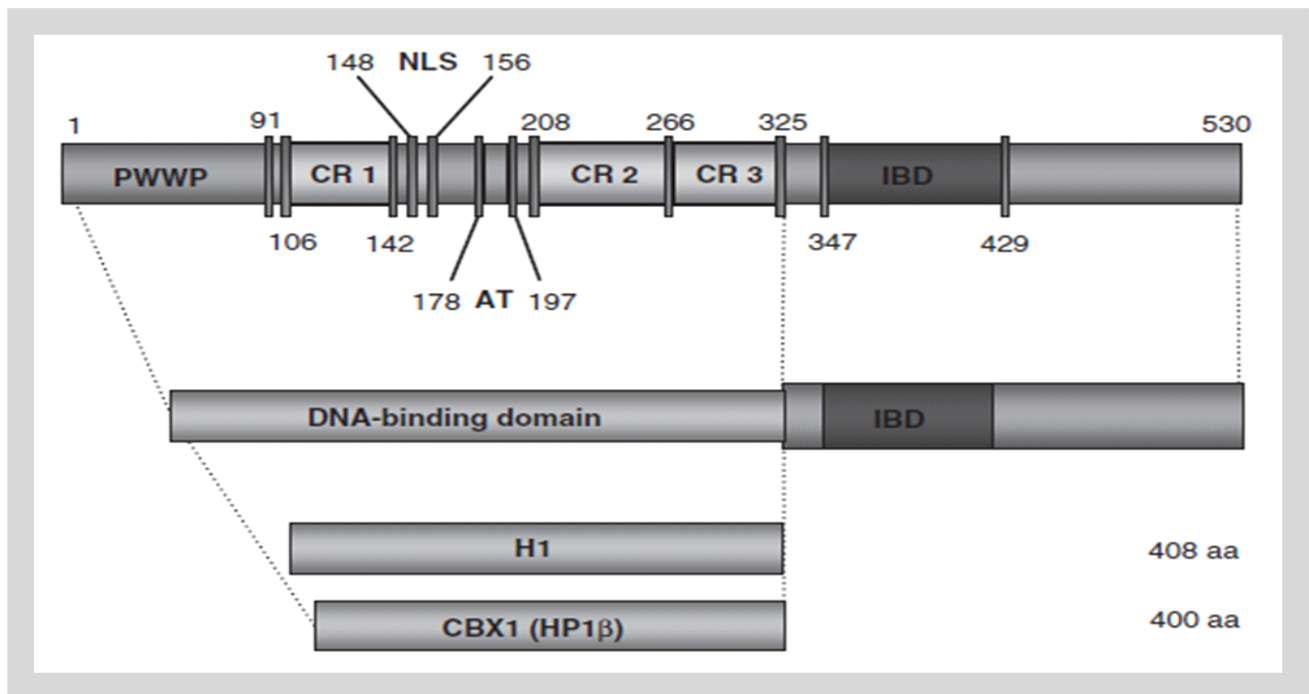 148 NLS 156
1 91 208 266 325 530
PWWP CR 1 CR 2 CR 3 IBD
106 142 347 429
178 AT 197
DNA-binding domain IBD
H1 408 aa
CBX1 (HP1β) 400 aa